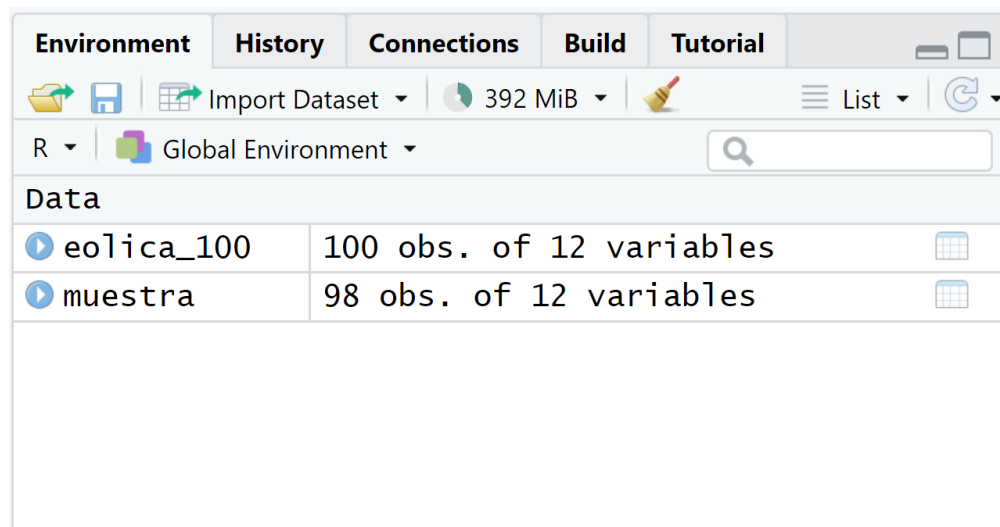 Environment History Connections Build Tutorial
Import Dataset 392 MiB List
R Global Environment
Data
eolica_100 100 obs. of 12 variables
muestra 98 obs. of 12 variables